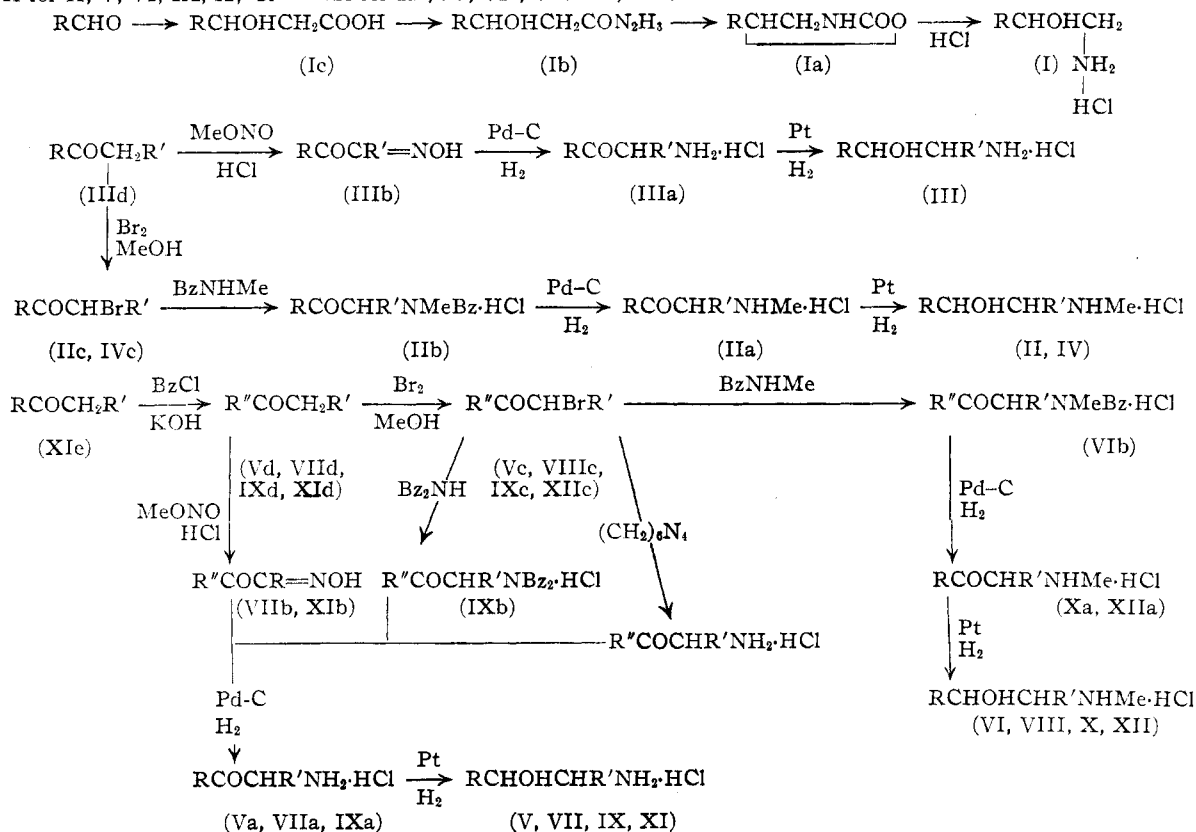 RCHO ⟶ RCHOHCH₂COOH ⟶ RCHOHCH₂CON₂H₃ ⟶ RCHCH₂NHCOO HCl ⟶ RCHOHCH₂
(Ic) (Ib) (Ia) (I) NH₂
HCl
MeONO Pd–C Pt
RCOCH₂R′ ⟶ RCOCR′=NOH ⟶ RCOCHR′NH₂·HCl ⟶ RCHOHCHR′NH₂·HCl
HCl H₂ H₂
(IIId) (IIIb) (IIIa) (III)
Br₂
MeOH
BzNHMe Pd–C Pt
RCOCHBrR′ ⟶ RCOCHR′NMeBz·HCl ⟶ RCOCHR′NHMe·HCl ⟶ RCHOHCHR′NHMe·HCl
H₂ H₂
(IIc, IVc) (IIb) (IIa) (II, IV)
BzCl Br₂ BzNHMe
RCOCH₂R′ ⟶ R″COCH₂R′ ⟶ R″COCHBrR′ ⟶ R″COCHR′NMeBz·HCl
KOH MeOH
(XIe) (VIb)
(Vd, VIId, (Vc, VIIIc,
IXd, XId) Bz₂NH IXc, XIIc) Pd–C
MeONO H₂
HCl (CH₂)₆N₄
R″COCR=NOH R″COCHR′NBz₂·HCl RCOCHR′NHMe·HCl
(VIIb, XIb) (IXb) (Xa, XIIa)
R″COCHR′NH₂·HCl Pt
H₂
Pd-C RCHOHCHR′NHMe·HCl
H₂ (VI, VIII, X, XII)
Pt
RCOCHR′NH₂·HCl ⟶ RCHOHCHR′NH₂·HCl
H₂
(Va, VIIa, IXa) (V, VII, IX, XI)